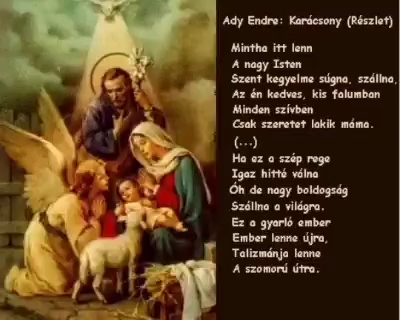 Ady Endre: Karácsony (Részlet)
Mintha itt lenn
A nagy Isten
Szent kegyelme súgna, szállna,
Az én kedves, kis falumban
Minden szívben
Csak szeretet lakik máma.
(...)
Ha ez a szép rege
Igaz hitté válna
Óh de nagy boldogság
Szállna a világra.
Ez a gyarló ember
Ember lenne újra,
Talizmánja lenne
A szomorú útra.